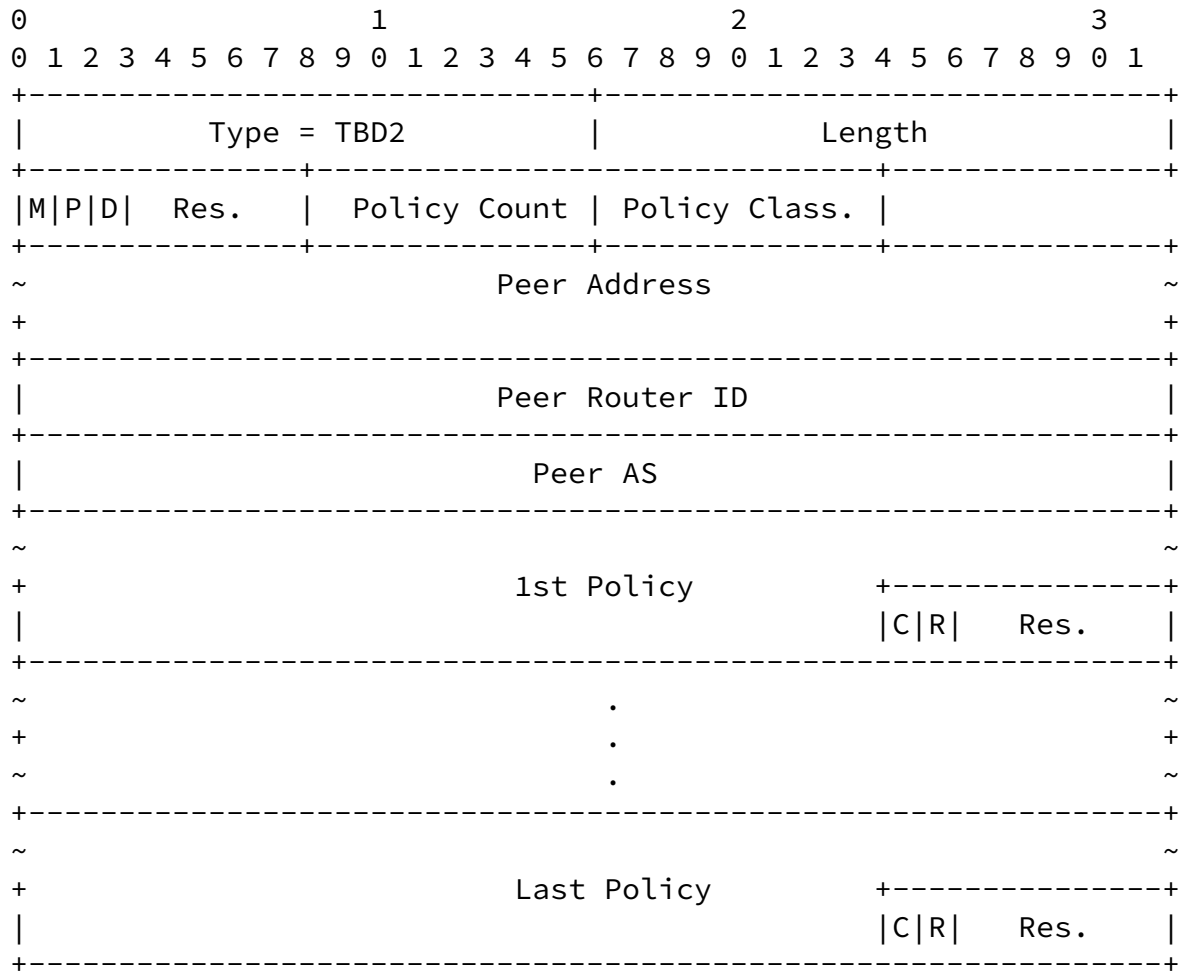 0                   1                   2                   3
0 1 2 3 4 5 6 7 8 9 0 1 2 3 4 5 6 7 8 9 0 1 2 3 4 5 6 7 8 9 0 1
+-------------------------------+-------------------------------+
|          Type = TBD2          |            Length             |
+---------------+-------------------------------+---------------+
|M|P|D|  Res.   |  Policy Count | Policy Class. |
+---------------+---------------+---------------+---------------+
~                          Peer Address                         ~
+                                                               +
+---------------------------------------------------------------+
|                          Peer Router ID                       |
+---------------------------------------------------------------+
|                            Peer AS                            |
+---------------------------------------------------------------+
~                                                               ~
+                           1st Policy          +---------------+
|                                               |C|R|   Res.    |
+---------------------------------------------------------------+
~                                .                              ~
+                                .                              +
~                                .                              ~
+---------------------------------------------------------------+
~                                                               ~
+                           Last Policy         +---------------+
|                                               |C|R|   Res.    |
+---------------------------------------------------------------+